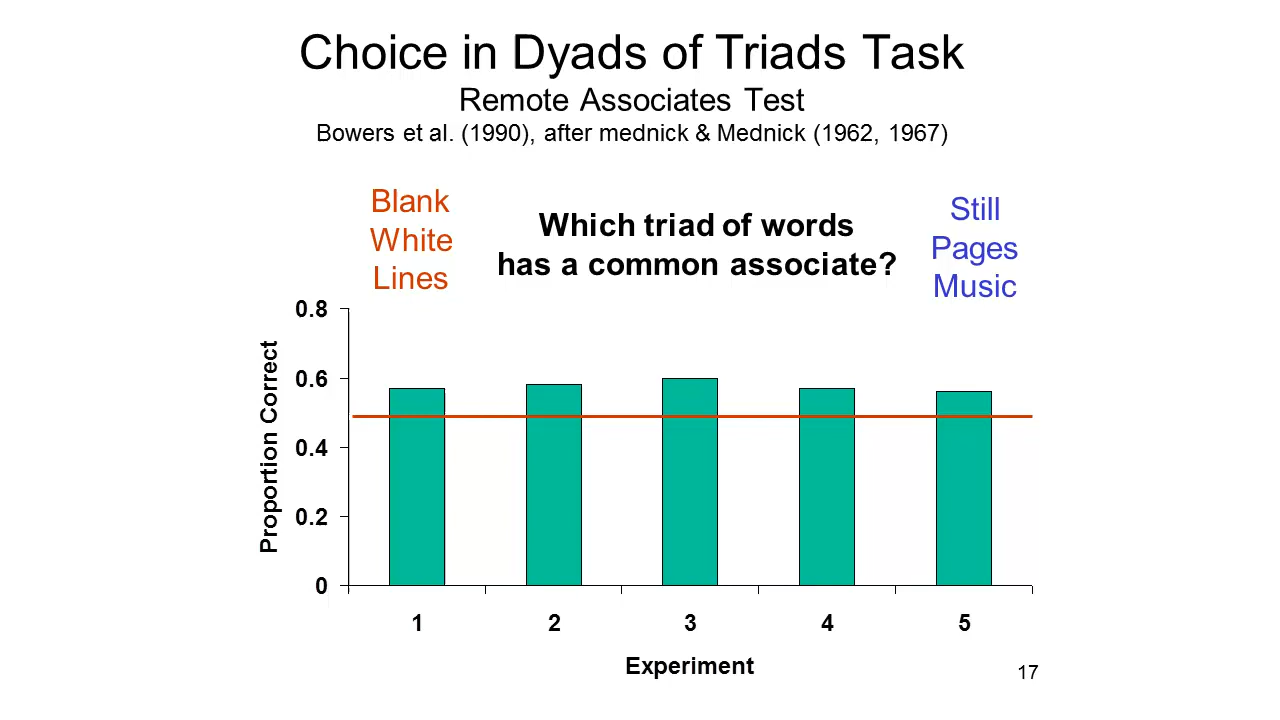 Choice in Dyads of Triads Task
Remote Associates Test
Bowers et al. (1990), after mednick & Mednick (1962, 1967)
Blank
White
Lines
Which triad of words
has a common associate?
Still
Pages
Music
Proportion Correct
0.8
0.6
0.4
0.2
0
1 2 3 4 5
Experiment
17